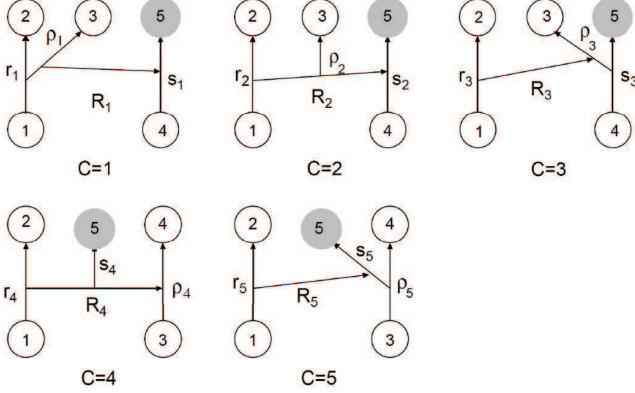 2 3 5 2 3 5 2 3 5
ρ₁ ρ₂ ρ₃
r₁ s₁ r₂ s₂ r₃ s₃
R₁ R₂ R₃
1 4 1 4 1 4
C=1 C=2 C=3
2 5 4 2 5 4
r₄ s₄ ρ₄ r₅ s₅ ρ₅
R₄ R₅
1 3 1 3
C=4 C=5